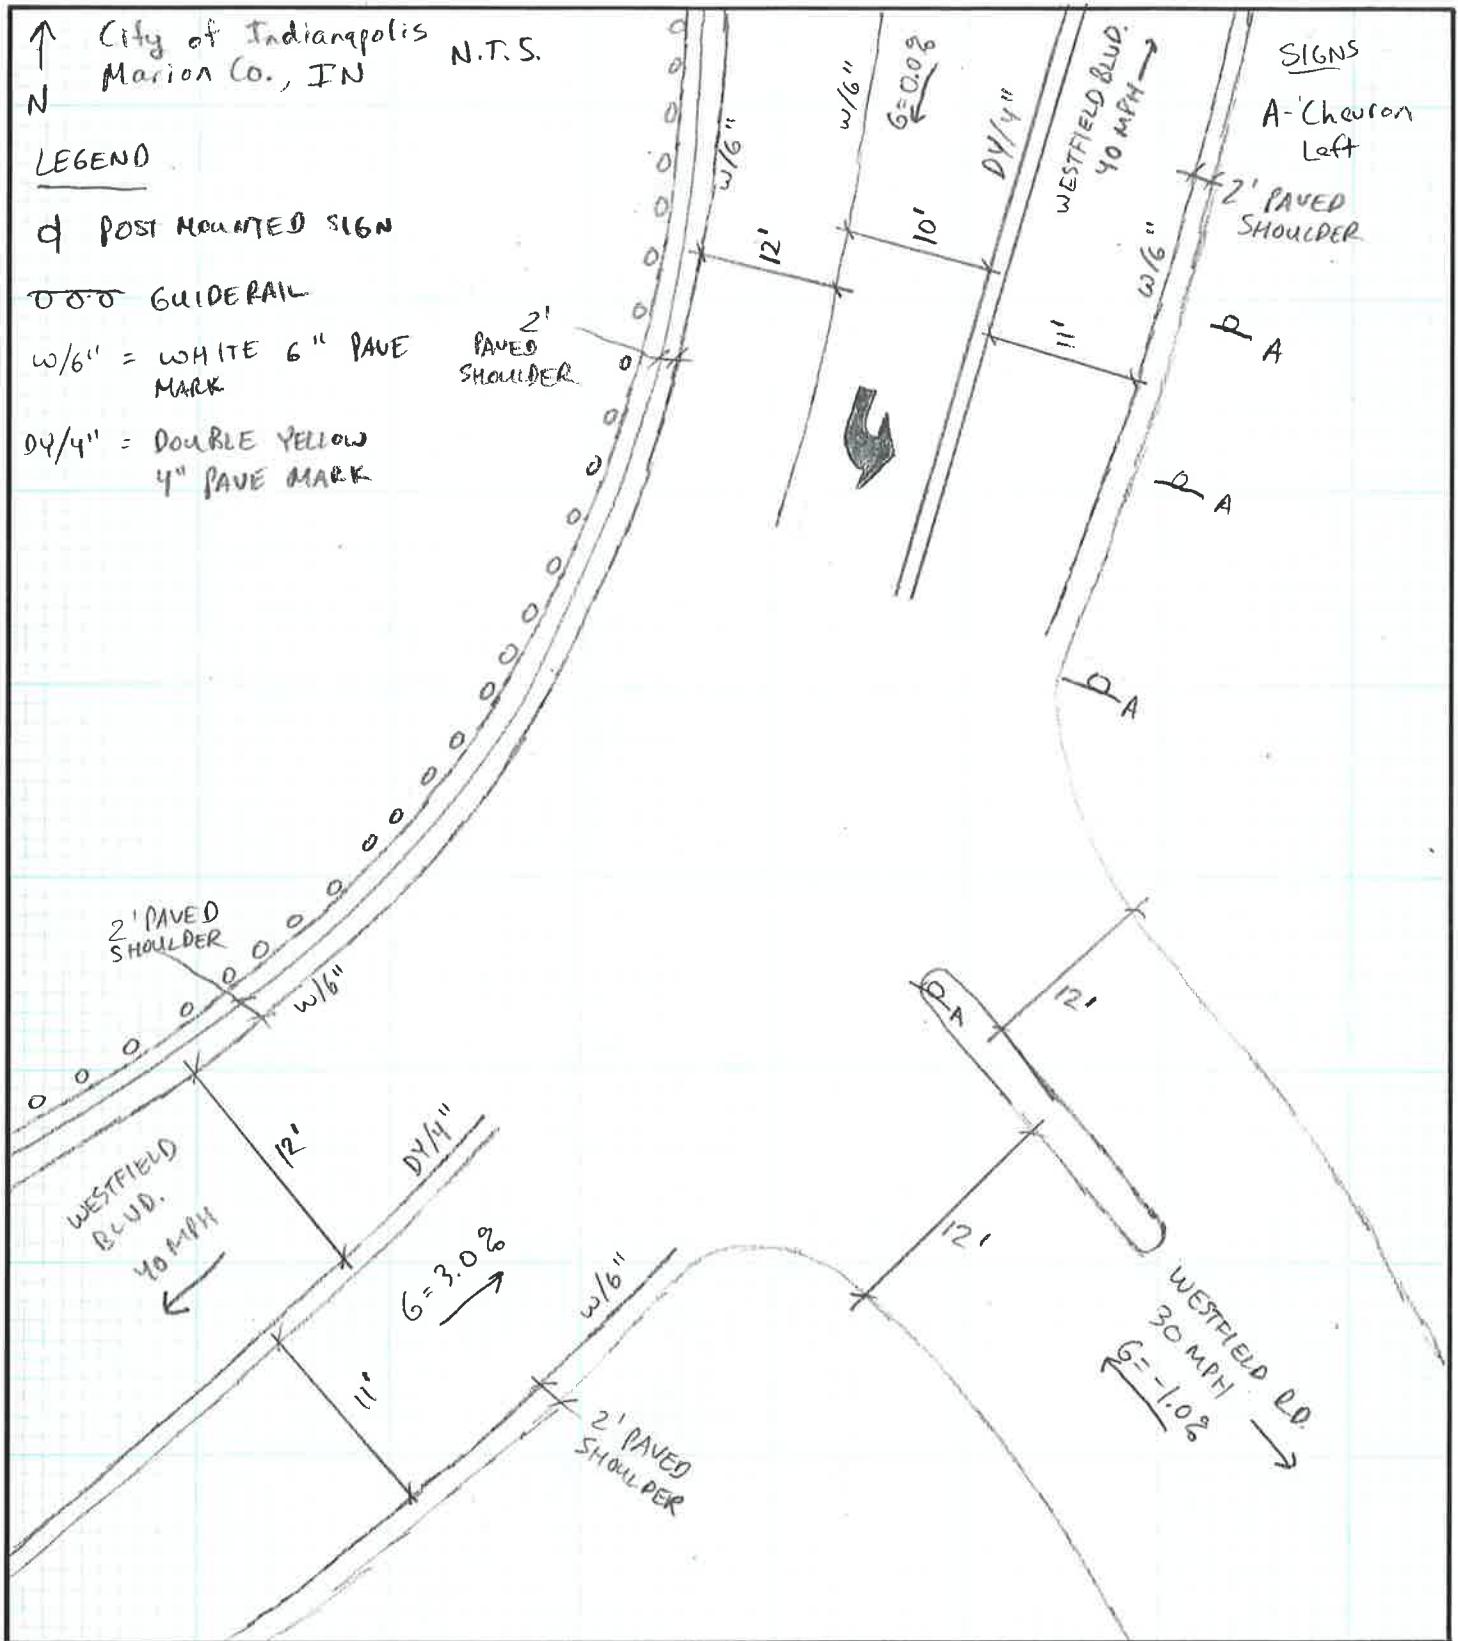 City of Indianapolis
Marion Co., IN
N.T.S.
N
LEGEND
POST MOUNTED SIGN
GUIDERAIL
W/6" = WHITE 6" PAVE
MARK
DY/4" = DOUBLE YELLOW
4" PAVE MARK
SIGNS
A-Chevron
Left
W/6"
W/6"
G=0.0%
DY/4"
WESTFIELD BLVD.
40 MPH
2' PAVED
SHOULDER
W/6"
12'
10'
11'
2'
PAVED
SHOULDER
A
A
A
2' PAVED
SHOULDER
W/6"
A
12'
12'
WESTFIELD
BLVD.
40 MPH
12'
DY/4"
G=3.0%
W/6"
11'
2' PAVED
SHOULDER
WESTFIELD RD.
30 MPH
G=-1.0%